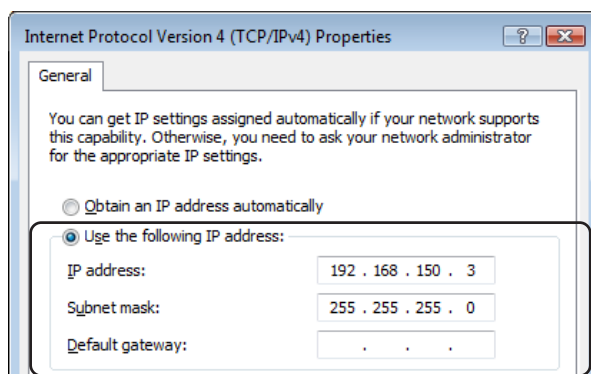 Internet Protocol Version 4 (TCP/IPv4) Properties
General
You can get IP settings assigned automatically if your network supports
this capability. Otherwise, you need to ask your network administrator
for the appropriate IP settings.
Obtain an IP address automatically
Use the following IP address:
IP address: 192 . 168 . 150 . 3
Subnet mask: 255 . 255 . 255 . 0
Default gateway: . . .